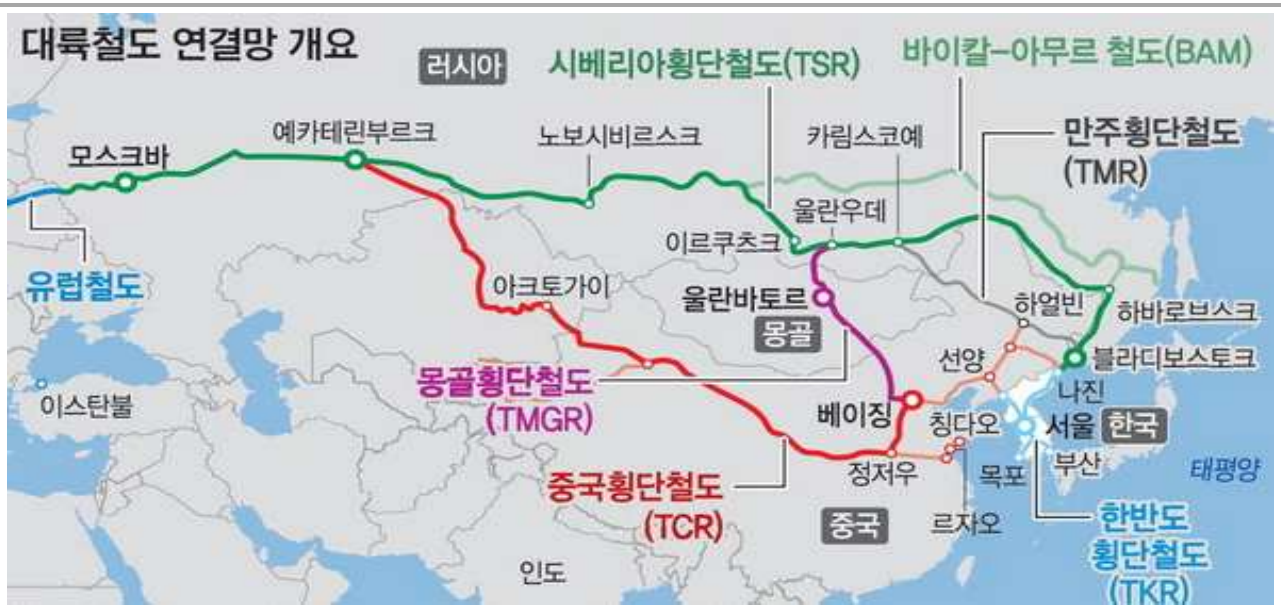 대륙철도 연결망 개요
러시아
시베리아횡단철도(TSR)
바이칼-아무르 철도(BAM)
만주횡단철도
(TMR)
모스크바
예카테린부르크
노보시비르스크
카림스코예
울란우데
이르쿠츠크
유럽철도
아크토가이
울란바토르
몽골
하얼빈
하바로브스크
선양
블라디보스토크
나진
몽골횡단철도
(TMGR)
이스탄불
베이징
칭다오
서울
한국
정저우
목포
부산
태평양
중국횡단철도
(TCR)
중국
르자오
한반도
횡단철도
(TKR)
인도